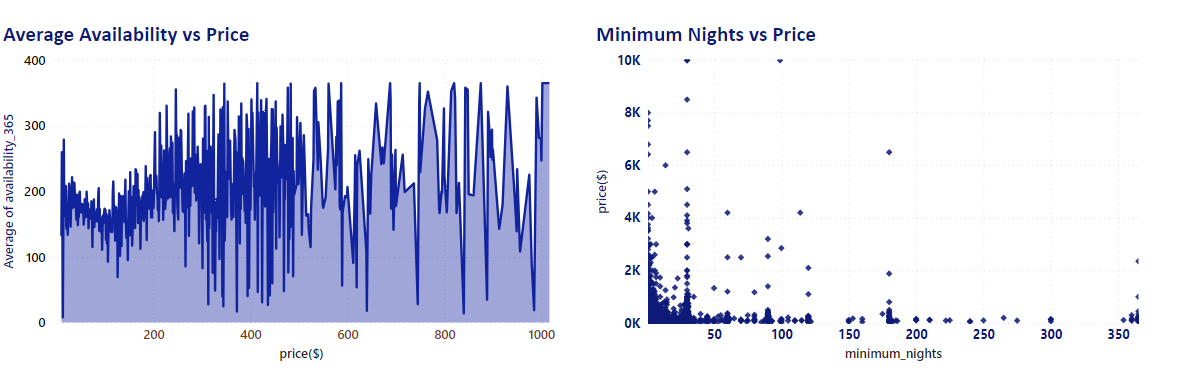 Average Availability vs Price
400
300
200
100
0
Average of availability_365
200
400
600
800
1000
price($)
Minimum Nights vs Price
10K
8K
6K
4K
2K
0K
price($)
50
100
150
200
250
300
350
minimum_nights